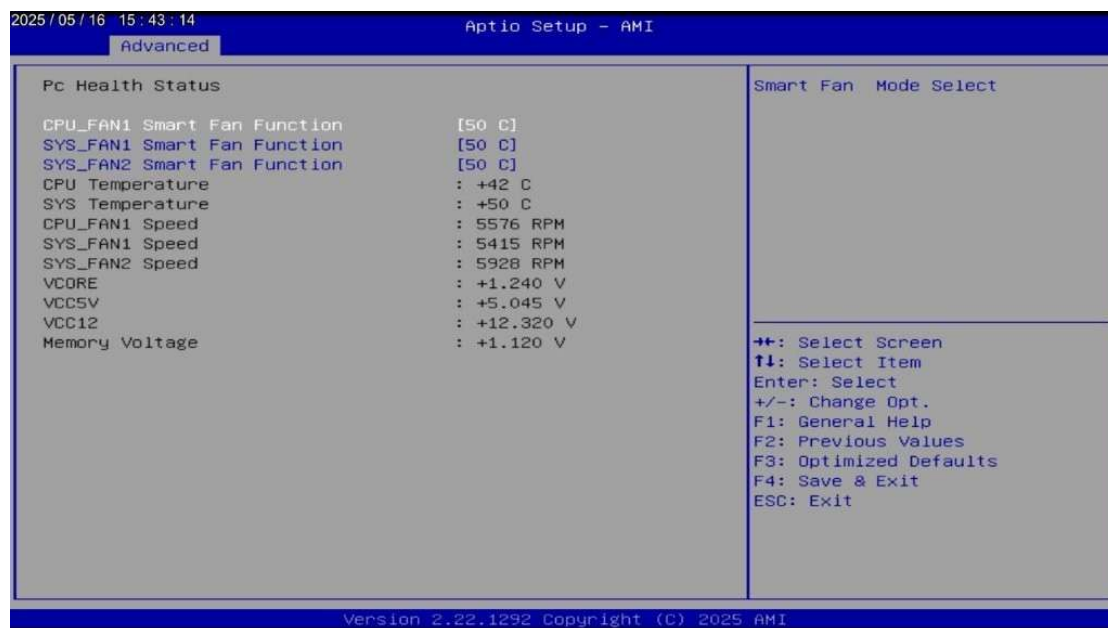 2025 / 05 / 16 15 : 43 : 14
Aptio Setup - AMI
Advanced
Pc Health Status
CPU_FAN1 Smart Fan Function [50 C]
SYS_FAN1 Smart Fan Function [50 C]
SYS_FAN2 Smart Fan Function [50 C]
CPU Temperature : +42 C
SYS Temperature : +50 C
CPU_FAN1 Speed : 5576 RPM
SYS_FAN1 Speed : 5415 RPM
SYS_FAN2 Speed : 5928 RPM
VCORE : +1.240 V
VCC5V : +5.045 V
VCC12 : +12.320 V
Memory Voltage : +1.120 V
Smart Fan Mode Select
→←: Select Screen
↑↓: Select Item
Enter: Select
+/-: Change Opt.
F1: General Help
F2: Previous Values
F3: Optimized Defaults
F4: Save & Exit
ESC: Exit
Version 2.22.1292 Copyright (C) 2025 AMI